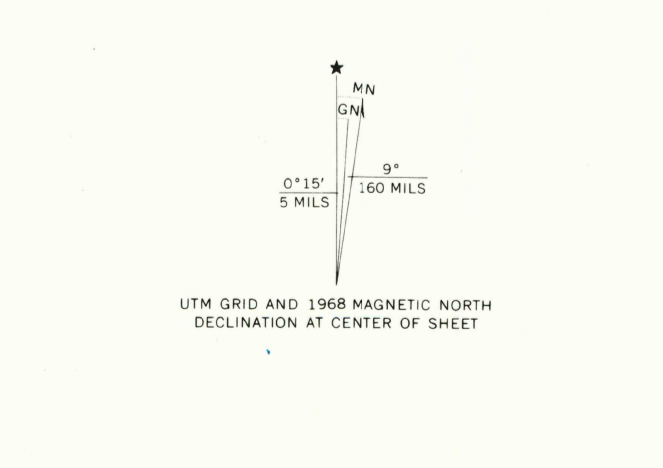 ★
MN
GN
0°15'
5 MILS
9°
160 MILS
UTM GRID AND 1968 MAGNETIC NORTH
DECLINATION AT CENTER OF SHEET